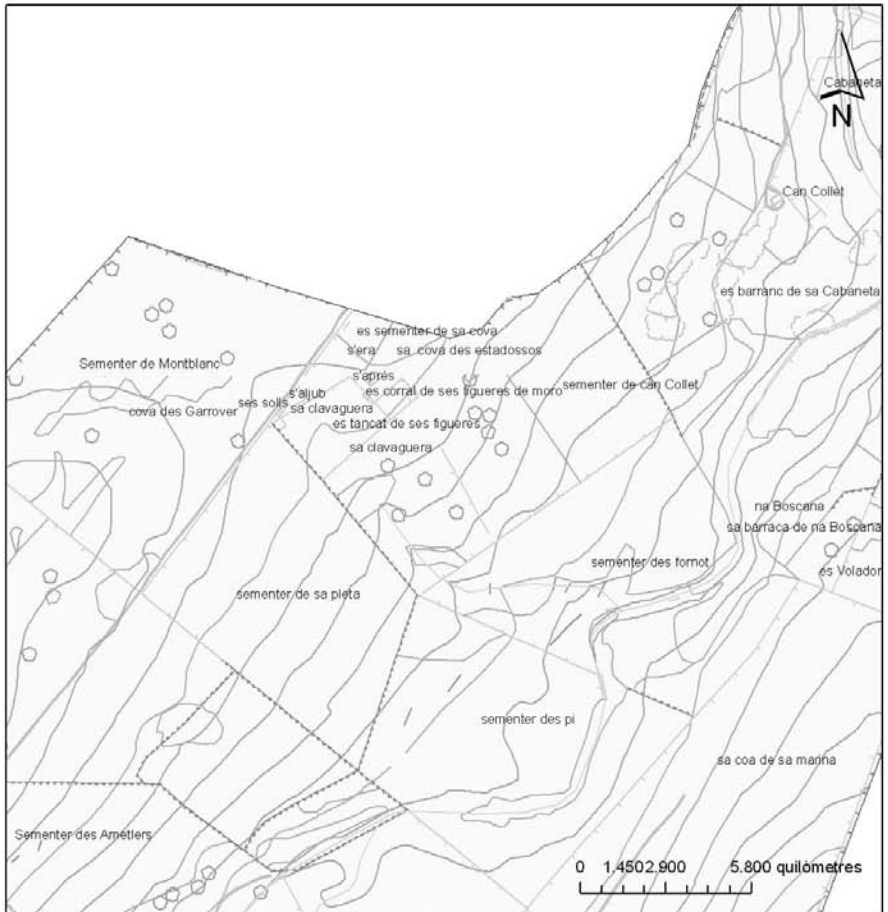 Cabaneta
N
Can Collet
es barranc de sa Cabaneta
es sementer de sa cova
s'era
sa cova des estadossos
Sementer de Montblanc
s'aprés
sementer de can Collet
s'aljub
es corral de ses figueres de moro
ses solls
cova des Garrover
sa clavaguera
es tancat de ses figueres
sa clavaguera
na Boscana
sa barraca de na Boscana
sementer des fornot
es Volador
sementer de sa pleta
sementer des pi
sa coa de sa marina
Sementer des Ametlers
0 1.450 2.900 5.800 quilòmetres